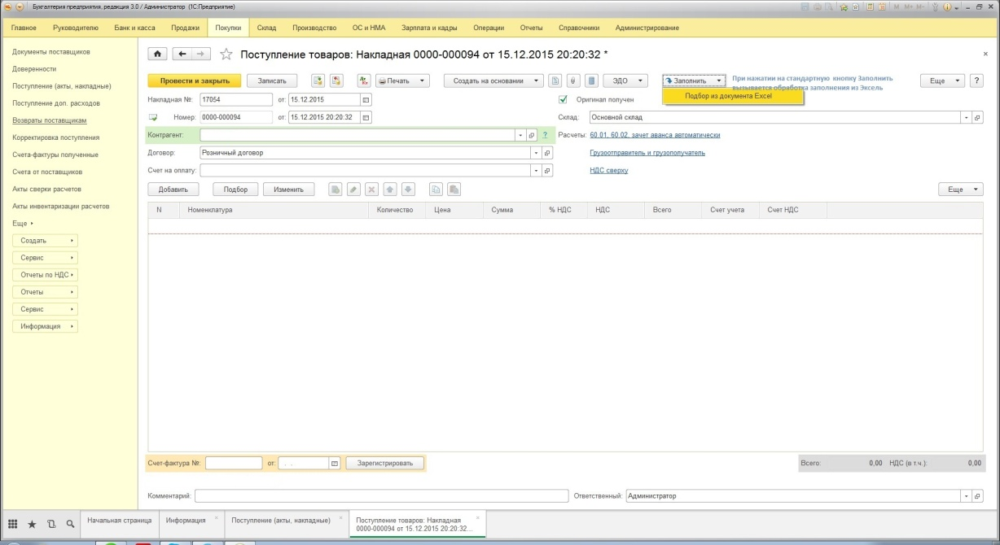 Бухгалтерия предприятия, редакция 3.0 / Администратор (1С:Предприятие)
M M+ M-
Главное Руководителю Банк и касса Продажи Покупки Склад Производство ОС и НМА Зарплата и кадры Операции Отчеты Справочники Администрирование
Документы поставщиков
Доверенности
Поступление (акты, накладные)
Поступление доп. расходов
Возвраты поставщикам
Корректировка поступления
Счета-фактуры полученные
Счета от поставщиков
Акты сверки расчетов
Акты инвентаризации расчетов
Еще
Создать
Сервис
Отчеты по НДС
Отчеты
Сервис
Информация
Поступление товаров: Накладная 0000-000094 от 15.12.2015 20:20:32 *
Провести и закрыть Записать Дт Кт Печать Создать на основании ЭДО Заполнить Еще ?
При нажатии на стандартную кнопку Заполнить
вызывается обработка заполнения из Эксель
Подбор из документа Excel
Накладная №: 17054 от: 15.12.2015 Оригинал получен
Номер: 0000-000094 от: 15.12.2015 20:20:32 Склад: Основной склад
Контрагент: ? Расчеты: 60.01, 60.02, зачет аванса автоматически
Договор: Розничный договор Грузоотправитель и грузополучатель
Счет на оплату: НДС сверху
Добавить Подбор Изменить Еще
N Номенклатура Количество Цена Сумма % НДС НДС Всего Счет учета Счет НДС
Счет-фактура №: от: . . Зарегистрировать Всего: 0,00 НДС (в т.ч.): 0,00
Комментарий: Ответственный: Администратор
Начальная страница Информация Поступление (акты, накладные) Поступление товаров: Накладная
0000-000094 от 15.12.2015 20:20:32...